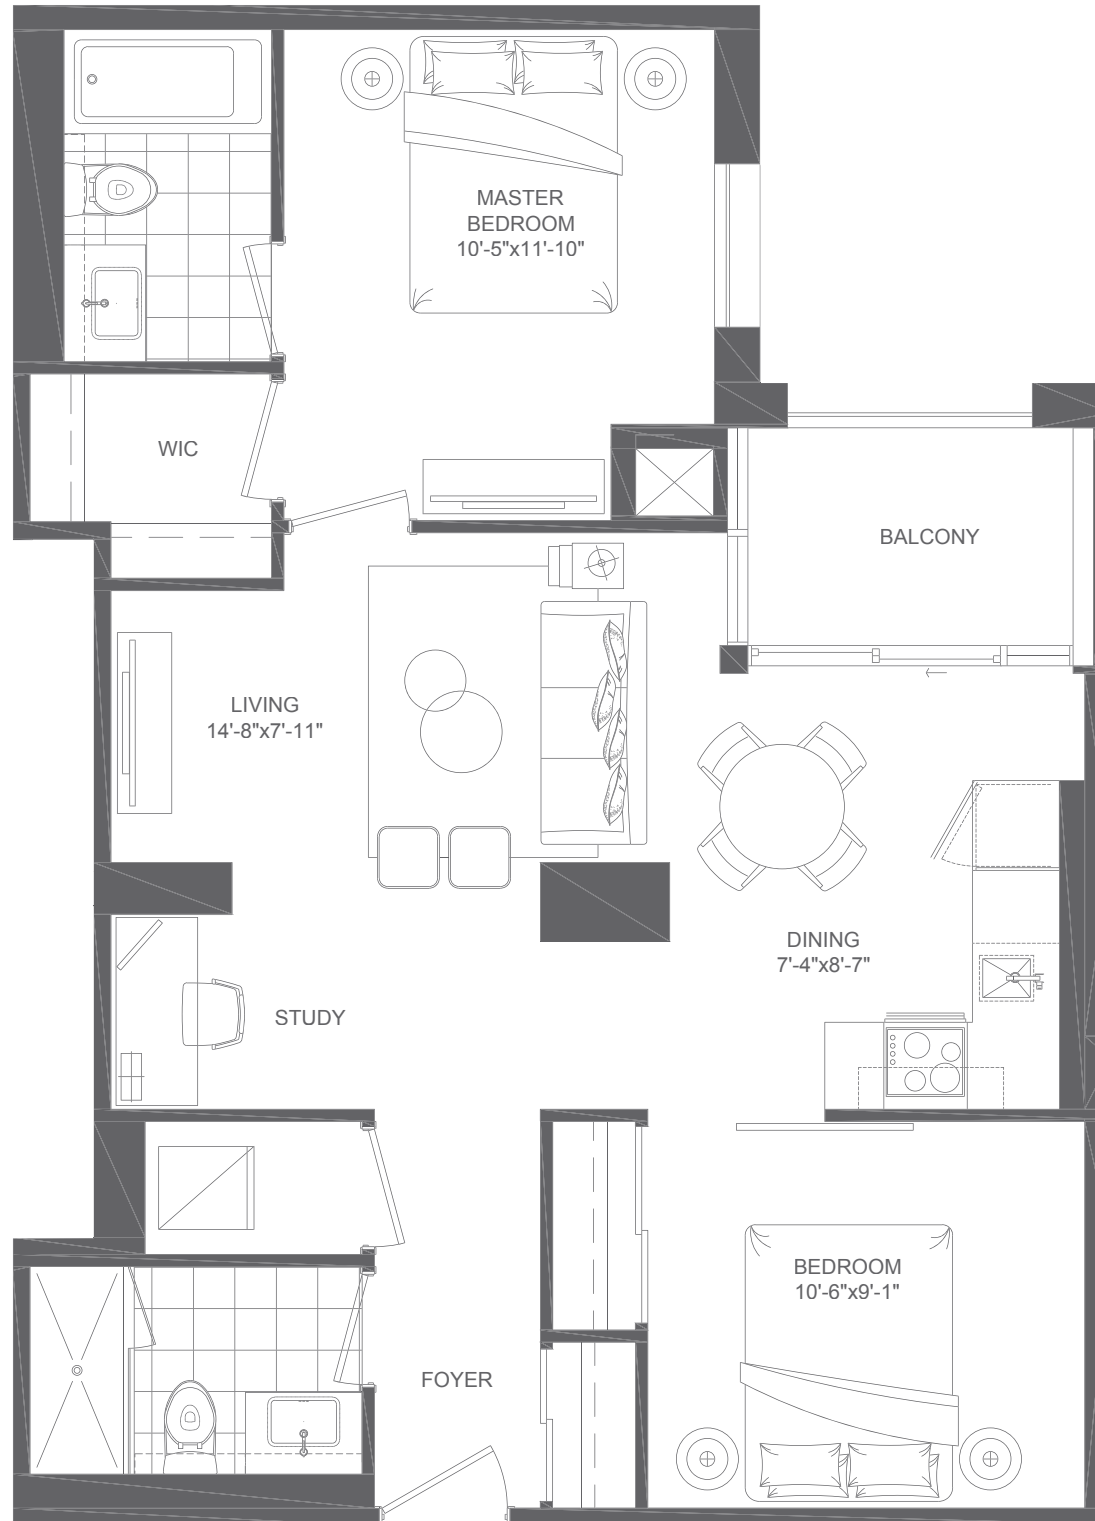 MASTER
BEDROOM
10'-5"x11'-10"
WIC
BALCONY
LIVING
14'-8"x7'-11"
DINING
7'-4"x8'-7"
STUDY
BEDROOM
10'-6"x9'-1"
FOYER